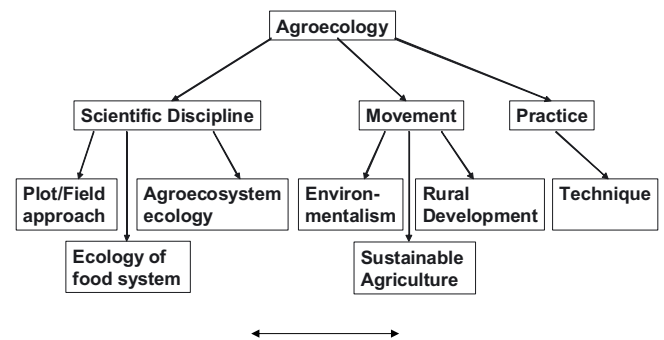 Agroecology
Scientific Discipline
Movement
Practice
Plot/Field
approach
Agroecosystem
ecology
Environ-
mentalism
Rural
Development
Technique
Ecology of
food system
Sustainable
Agriculture